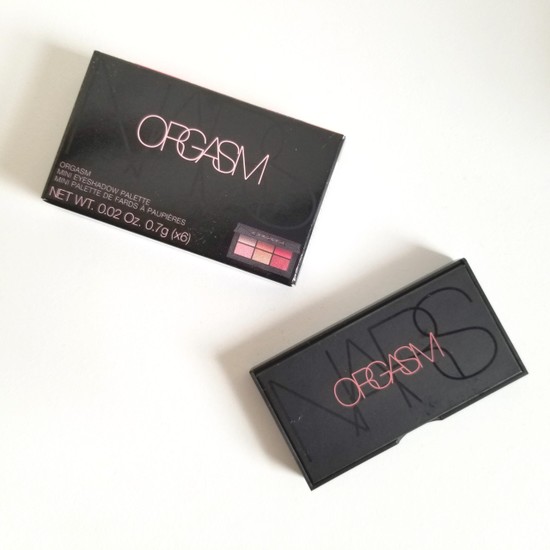 ORGASM
ORGASM
MINI EYESHADOW PALETTE
MINI PALETTE DE FARDS À PAUPIÈRES
NET WT. 0.02 Oz. 0.7g (x6)
NARS
ORGASM